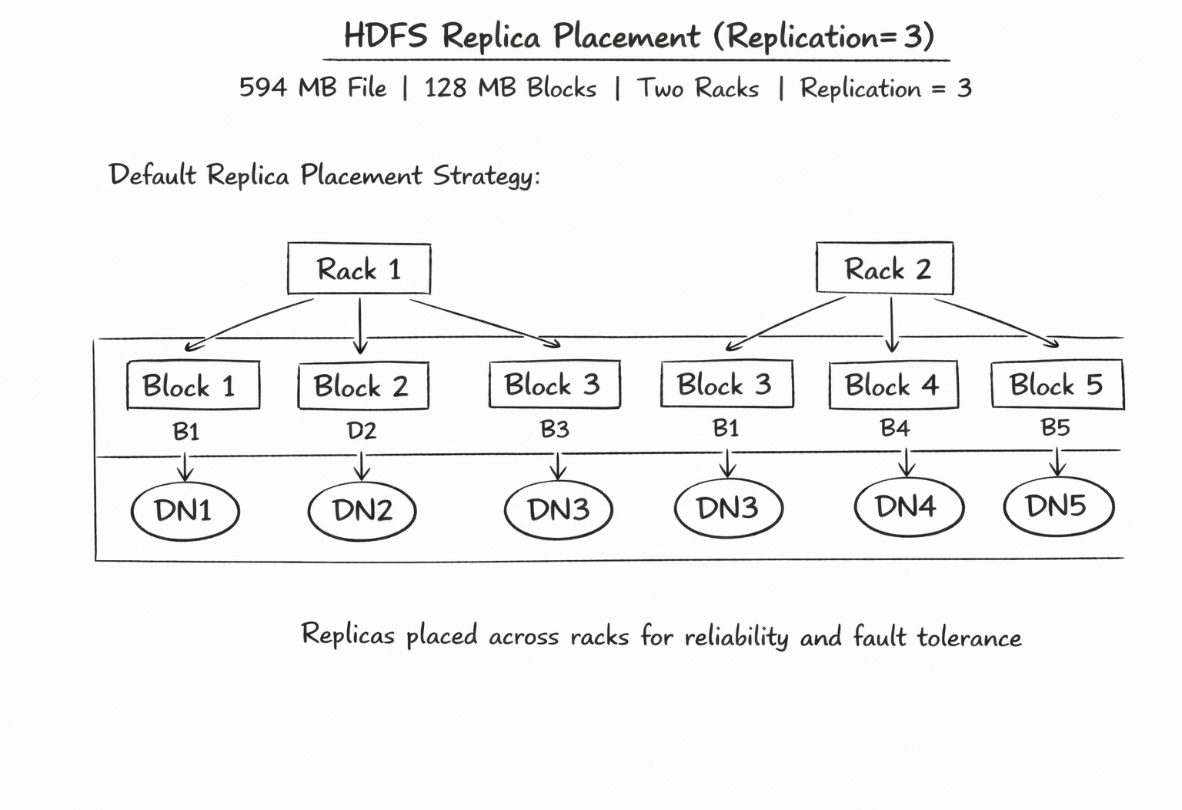 HDFS Replica Placement (Replication= 3)
594 MB File | 128 MB Blocks | Two Racks | Replication = 3
Default Replica Placement Strategy:
Rack 1 Rack 2
Block 1 Block 2 Block 3 Block 3 Block 4 Block 5
B1 D2 B3 B1 B4 B5
DN1 DN2 DN3 DN3 DN4 DN5
Replicas placed across racks for reliability and fault tolerance